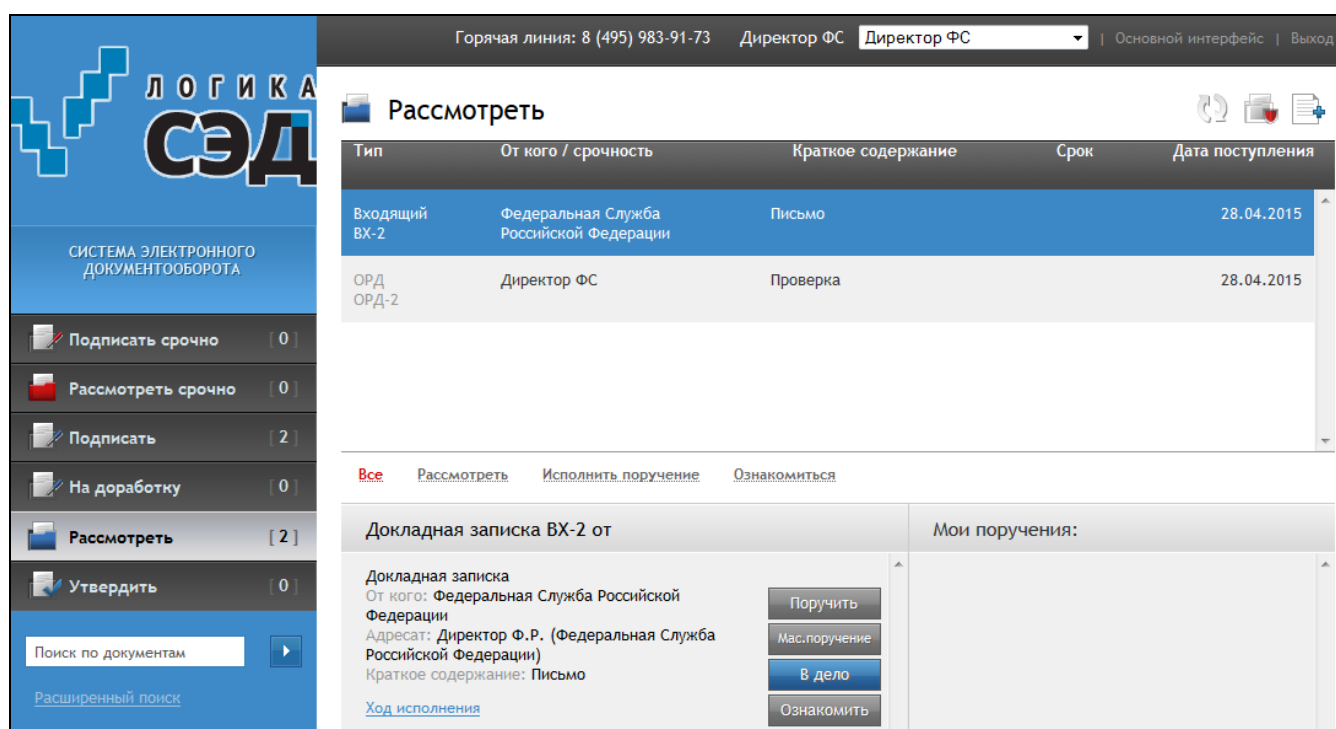 Горячая линия: 8 (495) 983-91-73 Директор ФС Директор ФС | Основной интерфейс | Выход
ЛОГИКА
СЭД
СИСТЕМА ЭЛЕКТРОННОГО
ДОКУМЕНТООБОРОТА
Подписать срочно [ 0 ]
Рассмотреть срочно [ 0 ]
Подписать [ 2 ]
На доработку [ 0 ]
Рассмотреть [ 2 ]
Утвердить [ 0 ]
Поиск по документам
Расширенный поиск
Рассмотреть
Тип От кого / срочность Краткое содержание Срок Дата поступления
Входящий Федеральная Служба Письмо 28.04.2015
ВХ-2 Российской Федерации
ОРД Директор ФС Проверка 28.04.2015
ОРД-2
Все Рассмотреть Исполнить поручение Ознакомиться
Докладная записка ВХ-2 от
Докладная записка
От кого: Федеральная Служба Российской
Федерации
Адресат: Директор Ф.Р. (Федеральная Служба
Российской Федерации)
Краткое содержание: Письмо
Ход исполнения
Поручить
Мас.поручение
В дело
Ознакомить
Мои поручения: